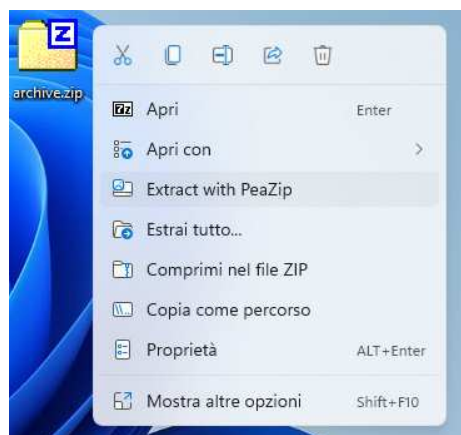 Z
archive.zip
7z Apri Enter
Apri con
Extract with PeaZip
Estrai tutto...
Comprimi nel file ZIP
Copia come percorso
Proprietà ALT+Enter
Mostra altre opzioni Shift+F10